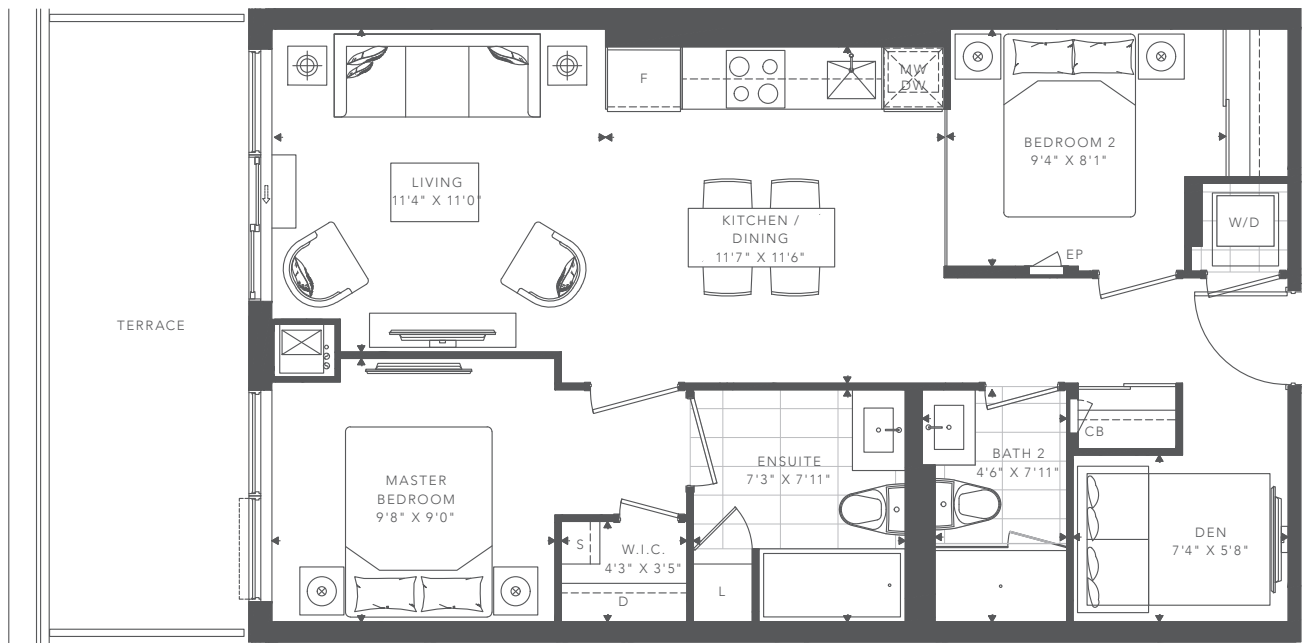 F
MW
DW
BEDROOM 2
9'4" X 8'1"
LIVING
11'4" X 11'0"
KITCHEN /
DINING
11'7" X 11'6"
W/D
EP
TERRACE
CB
BATH 2
4'6" X 7'11"
ENSUITE
7'3" X 7'11"
MASTER
BEDROOM
9'8" X 9'0"
DEN
7'4" X 5'8"
S
W.I.C.
4'3" X 3'5"
L
D